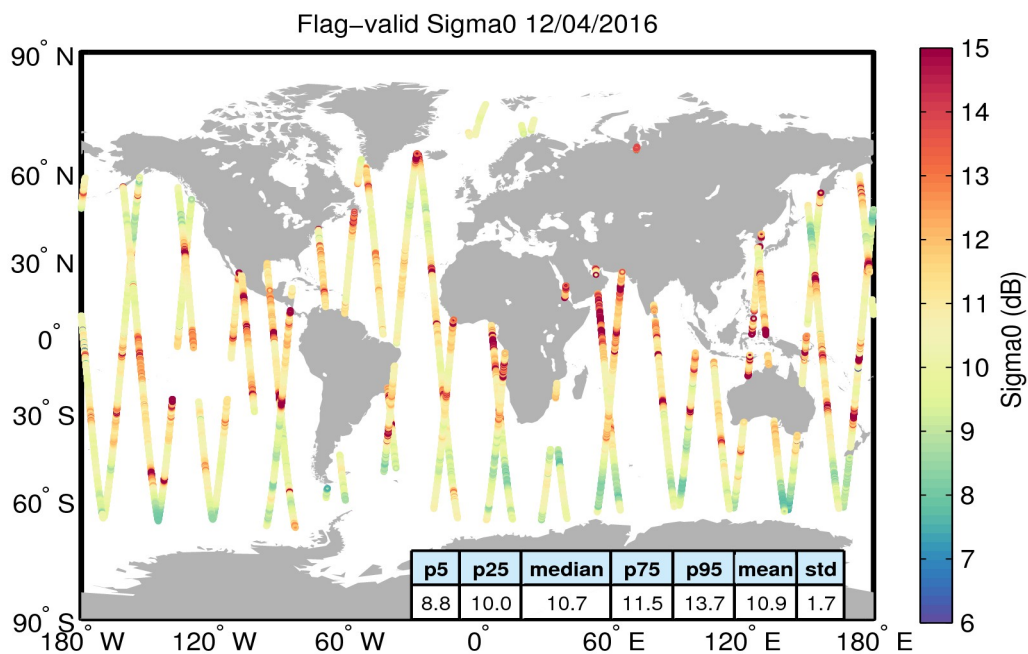 Flag−valid Sigma0 12/04/2016
90° N
60° N
30° N
0°
30° S
60° S
90° S
180° W
120° W
60° W
0°
60° E
120° E
180° E
p5 p25 median p75 p95 mean std
8.8 10.0 10.7 11.5 13.7 10.9 1.7
15
14
13
12
11
10
9
8
7
6
Sigma0 (dB)